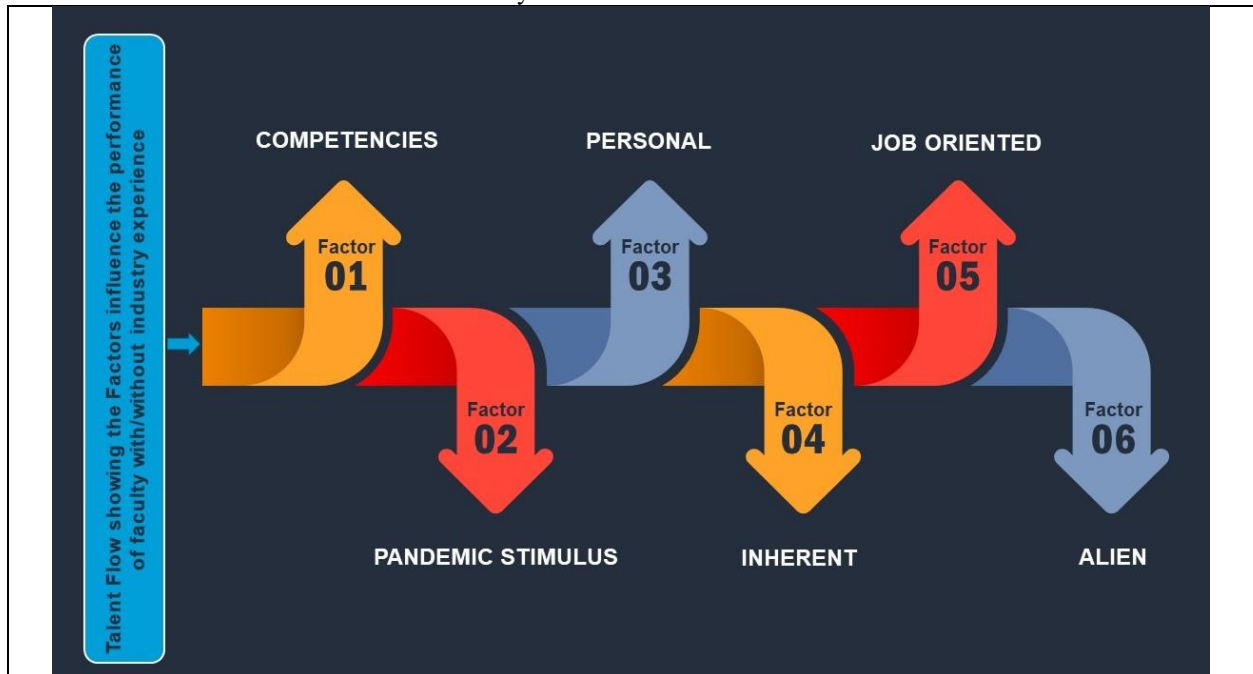 Talent Flow showing the Factors influence the performance
of faculty with/without industry experience
COMPETENCIES
PERSONAL
JOB ORIENTED
Factor
01
Factor
03
Factor
05
Factor
02
Factor
04
Factor
06
PANDEMIC STIMULUS
INHERENT
ALIEN